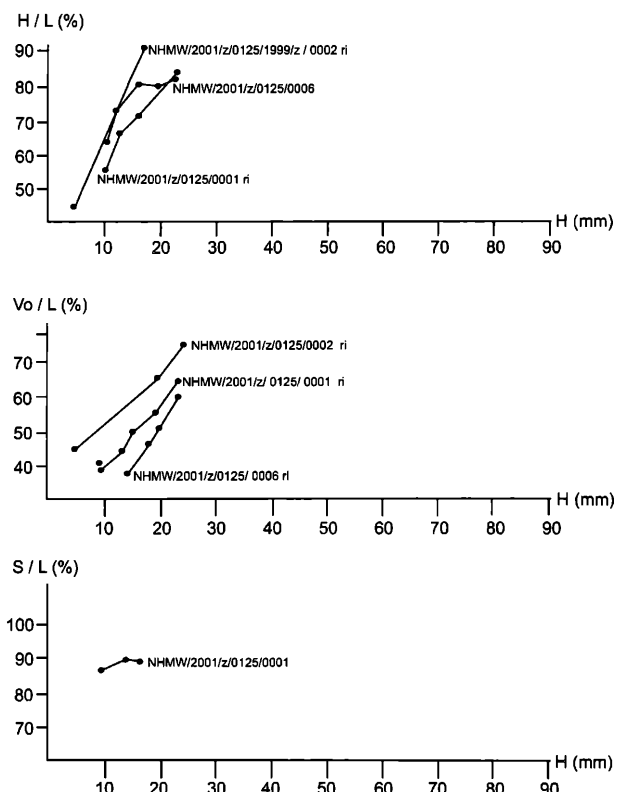 H / L (%)
90
NHMW/2001/z/0125/1999/z / 0002 ri
80
NHMW/2001/z/0125/0006
70
60
NHMW/2001/z/0125/0001 ri
50
H (mm)
10 20 30 40 50 60 70 80 90
Vo / L (%)
NHMW/2001/z/0125/0002 ri
70
NHMW/2001/z/ 0125/ 0001 ri
60
50
40
NHMW/2001/z/0125/ 0006 rl
H (mm)
10 20 30 40 50 60 70 80 90
S / L (%)
100
90
NHMW/2001/z/0125/0001
80
70
H (mm)
10 20 30 40 50 60 70 80 90